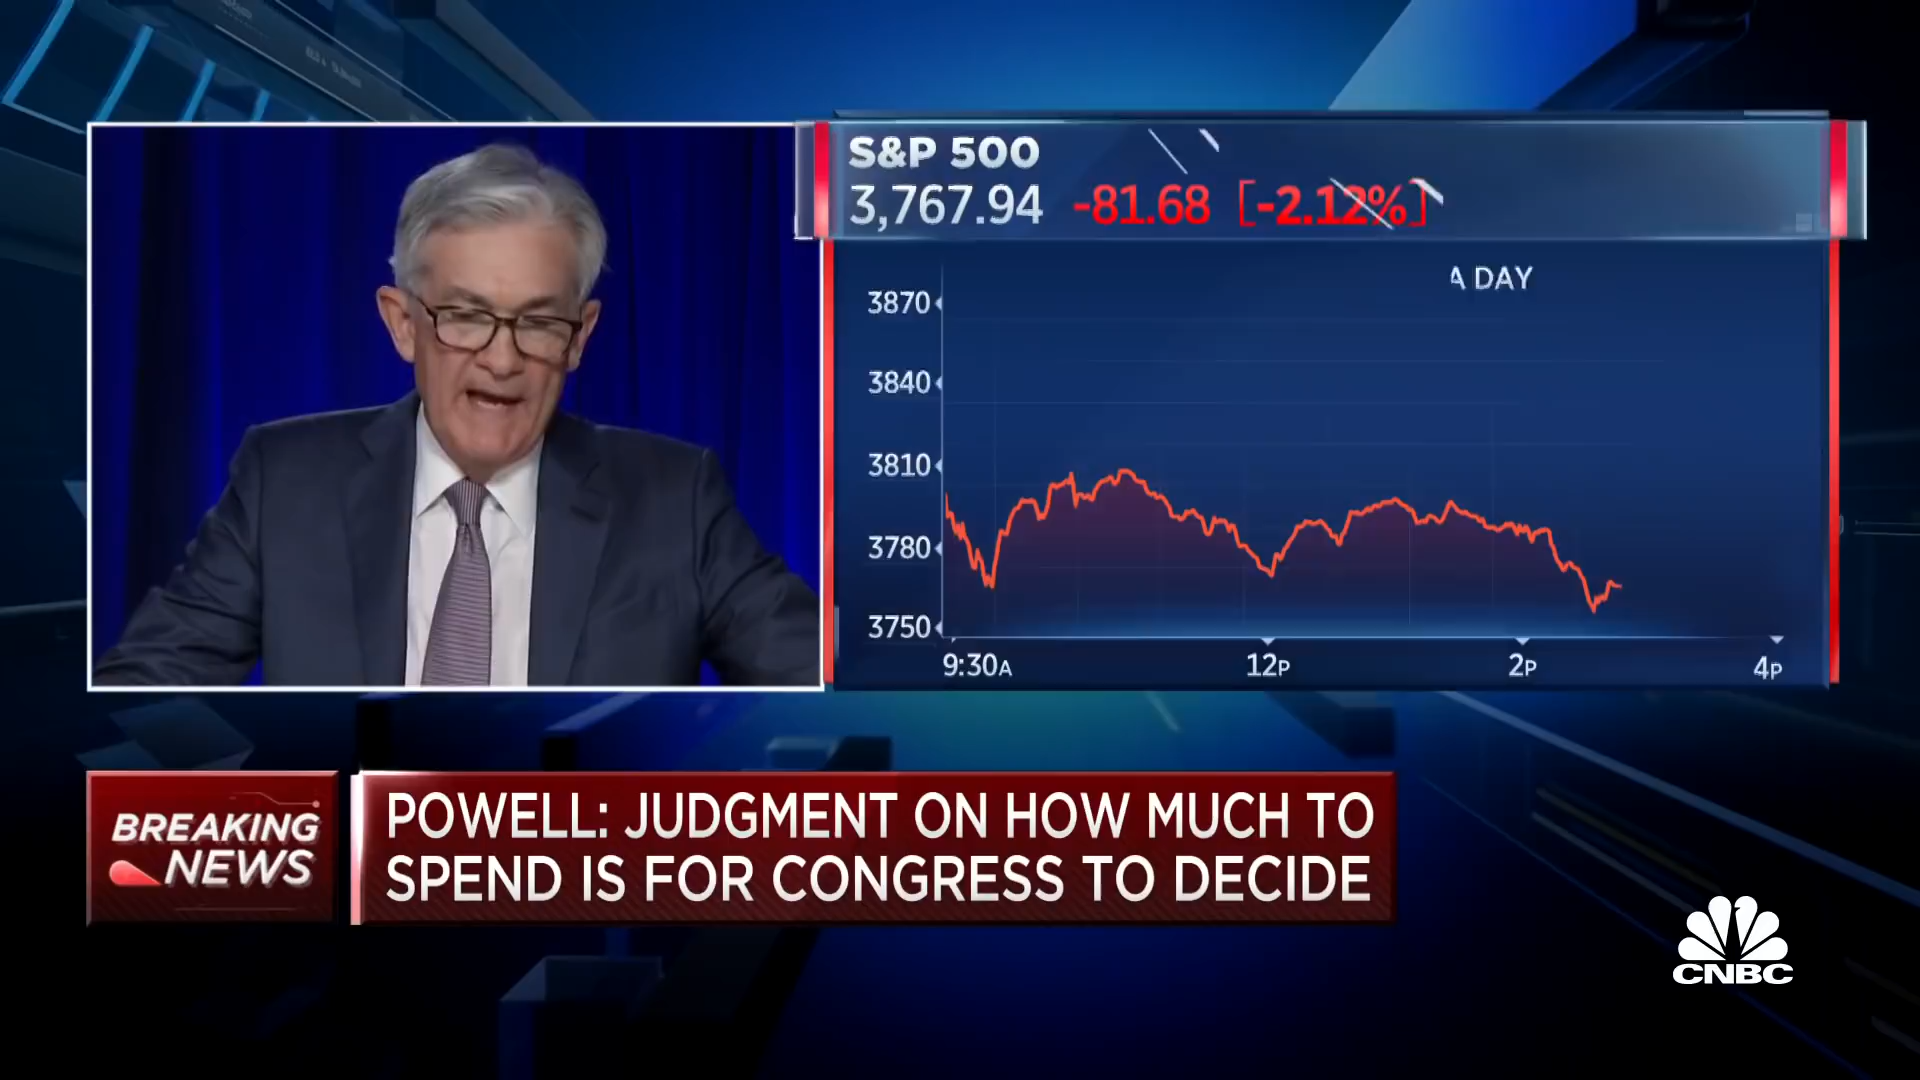 S&P 500
3,767.94 -81.68 [-2.12%]
A DAY
3870
3840
3810
3780
3750
9:30A 12P 2P 4P
BREAKING
NEWS
POWELL: JUDGMENT ON HOW MUCH TO
SPEND IS FOR CONGRESS TO DECIDE
CNBC